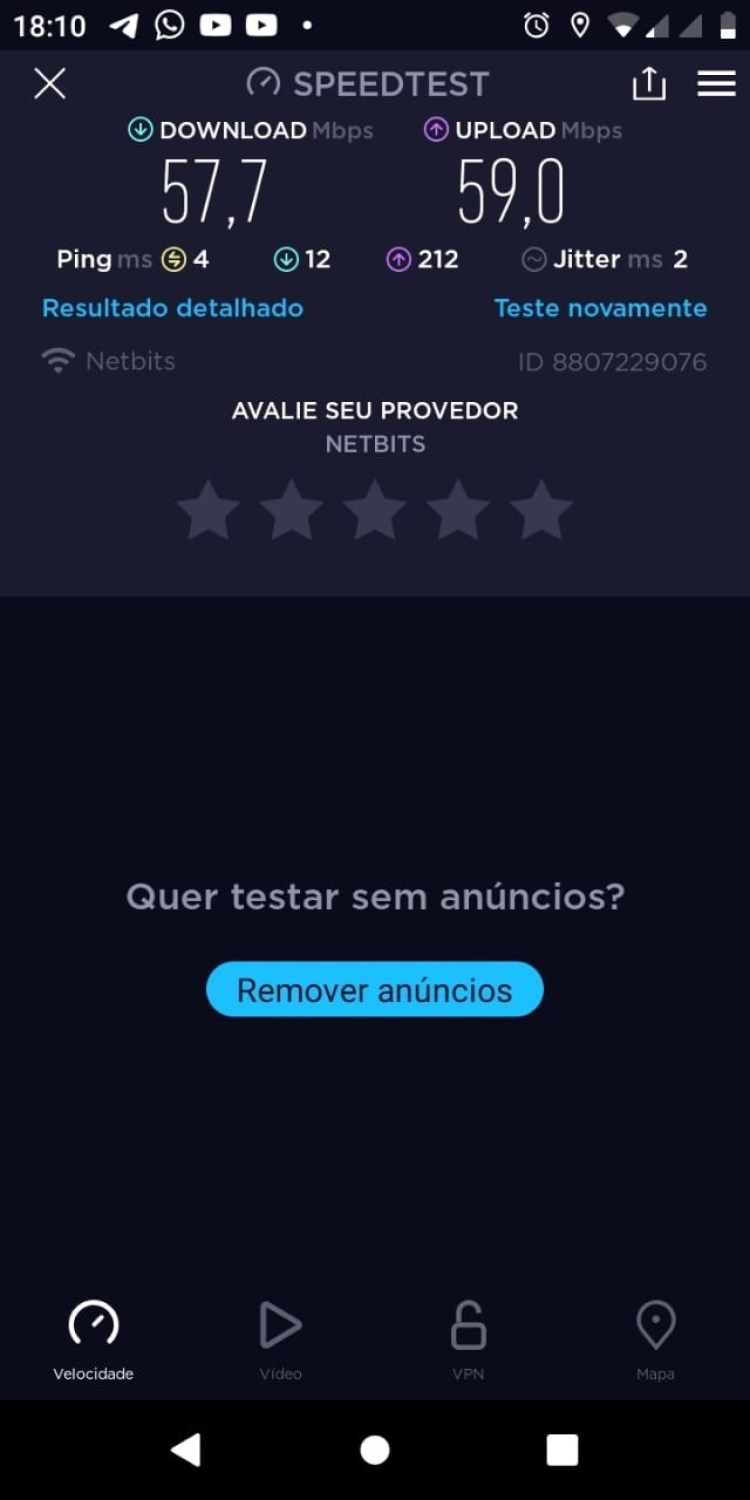 18:10
SPEEDTEST
DOWNLOAD Mbps
UPLOAD Mbps
57,7
59,0
Ping ms 4 12 212 Jitter ms 2
Resultado detalhado
Teste novamente
Netbits
ID 8807229076
AVALIE SEU PROVEDOR
NETBITS
Quer testar sem anúncios?
Remover anúncios
Velocidade
Vídeo
VPN
Mapa